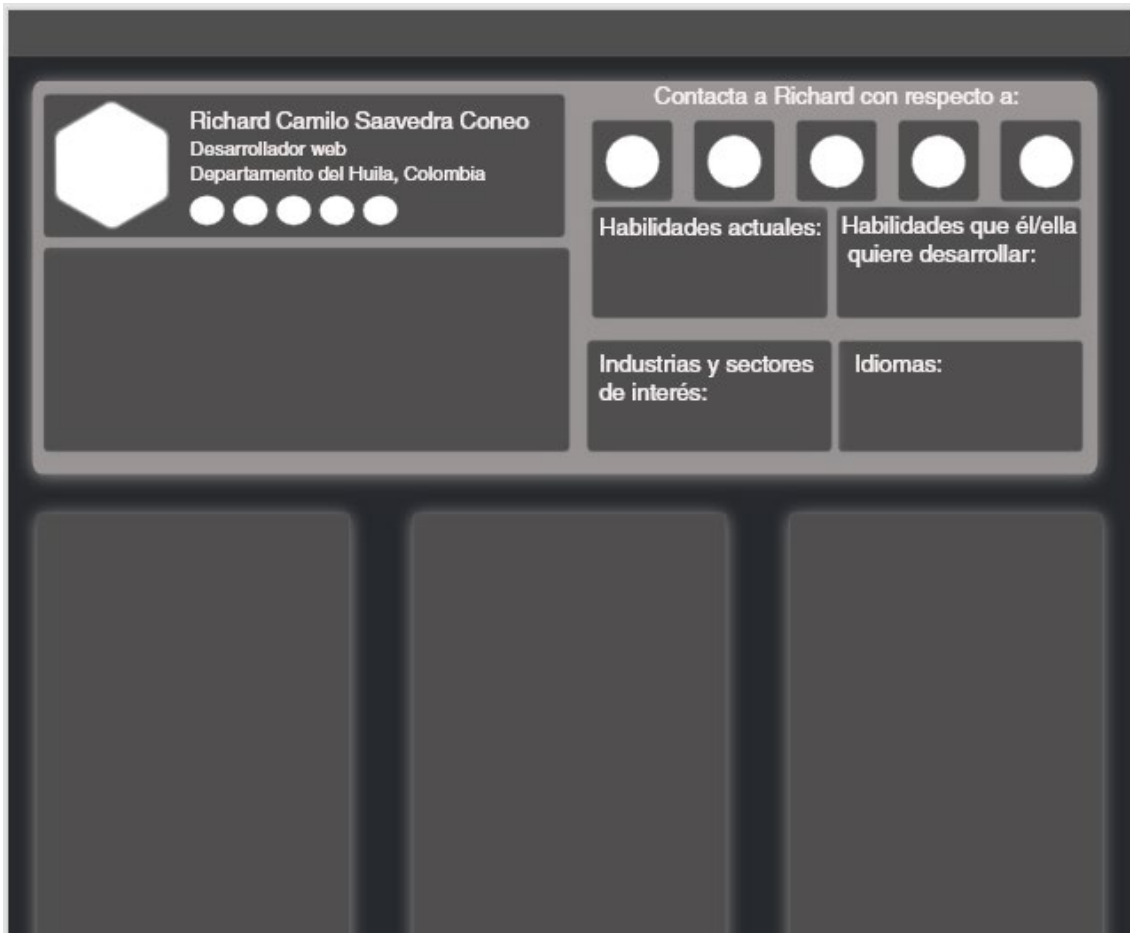 Richard Camilo Saavedra Coneo
Desarrollador web
Departamento del Huila, Colombia
Contacta a Richard con respecto a:
Habilidades actuales:
Habilidades que él/ella
quiere desarrollar:
Industrias y sectores
de interés:
Idiomas: